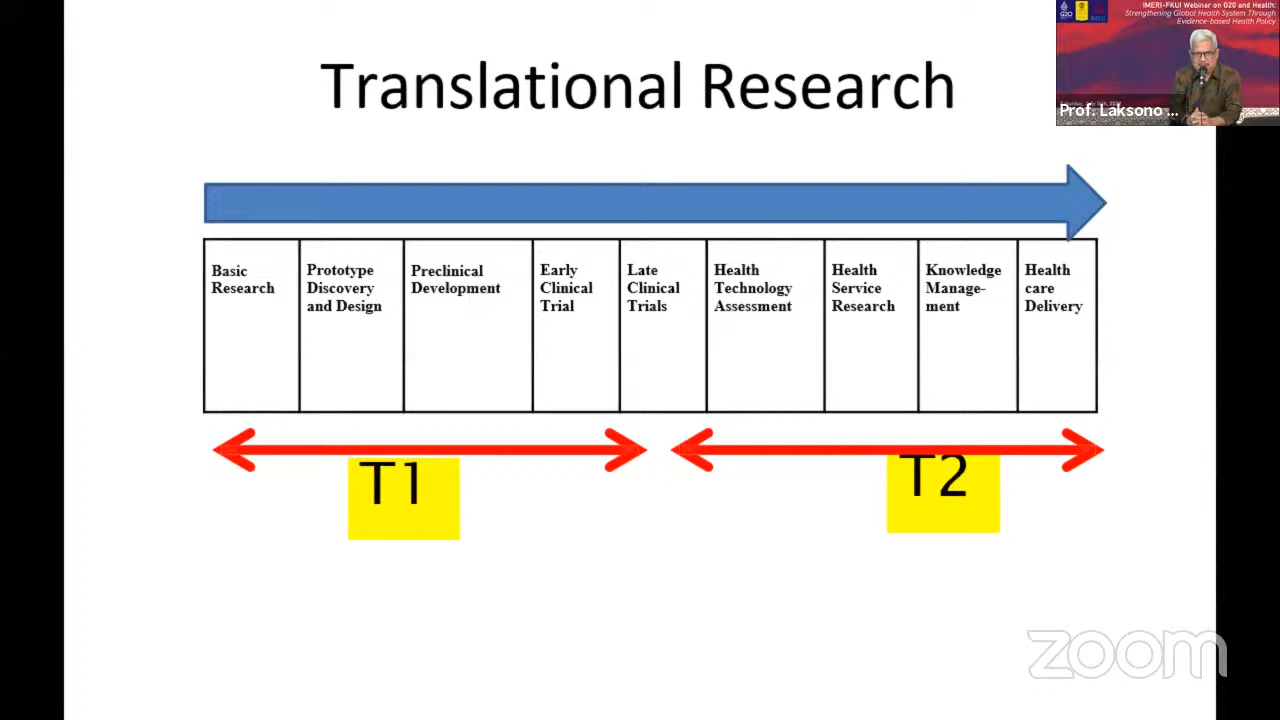 Translational Research
IMERI-FKUI Webinar on G20 and Health:
Strengthening Global Health System Through
Evidence-based Health Policy
G20
IMERI
Prof. Laksono ...
Basic
Research
Prototype
Discovery
and Design
Preclinical
Development
Early
Clinical
Trial
Late
Clinical
Trials
Health
Technology
Assessment
Health
Service
Research
Knowledge
Manage-
ment
Health
care
Delivery
T1
T2
zoom